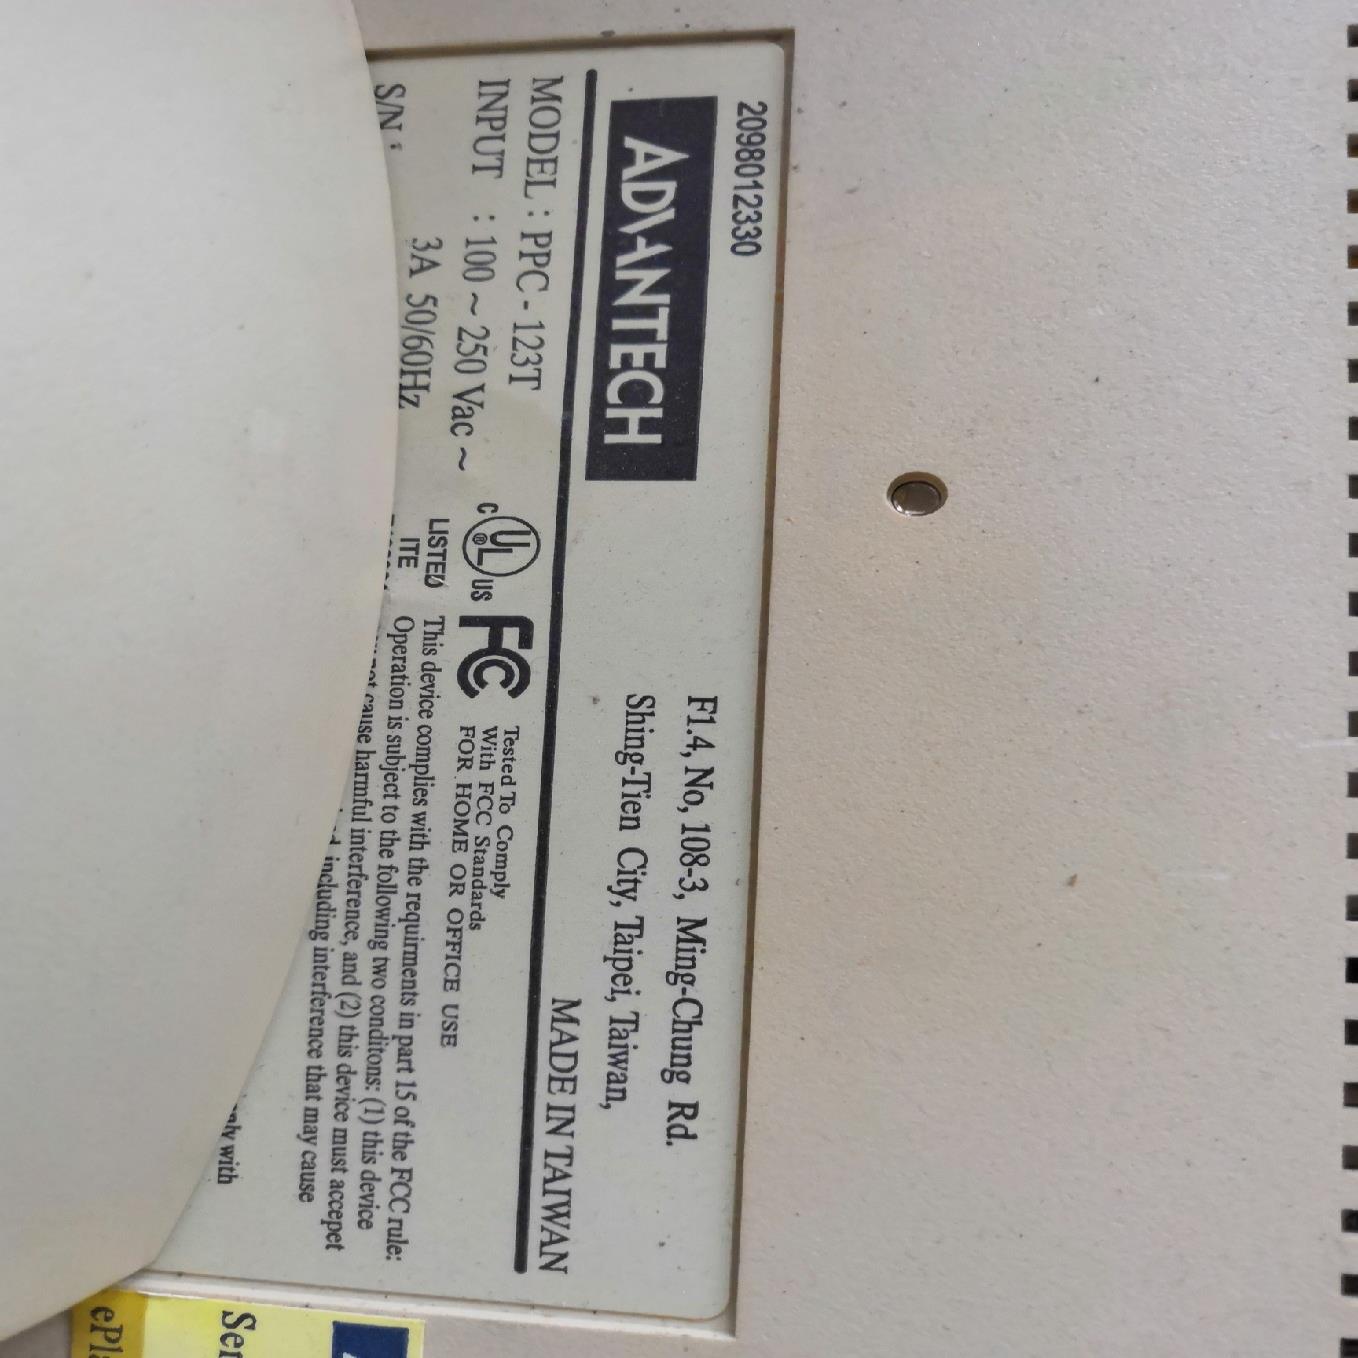 2098012330
ADVANTECH
F1.4, No, 108-3, Ming-Chung Rd.
Shing-Tien City, Taipei, Taiwan,
MADE IN TAIWAN
MODEL : PPC - 123T
INPUT : 100 ~ 250 Vac ~
3A 50/60Hz
S/N :
C UL ® US
LISTED
ITE
FC
Tested To Comply
With FCC Standards
FOR HOME OR OFFICE USE
This device complies with the requirments in part 15 of the FCC rule:
Operation is subject to the following two conditons: (1) this device
cause harmful interference, and (2) this device must accepet
including interference that may cause
with